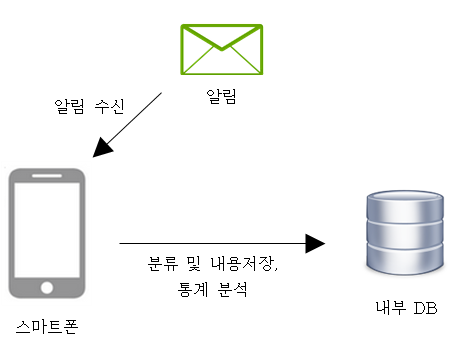 알림
알림 수신
분류 및 내용저장,
통계 분석
내부 DB
스마트폰